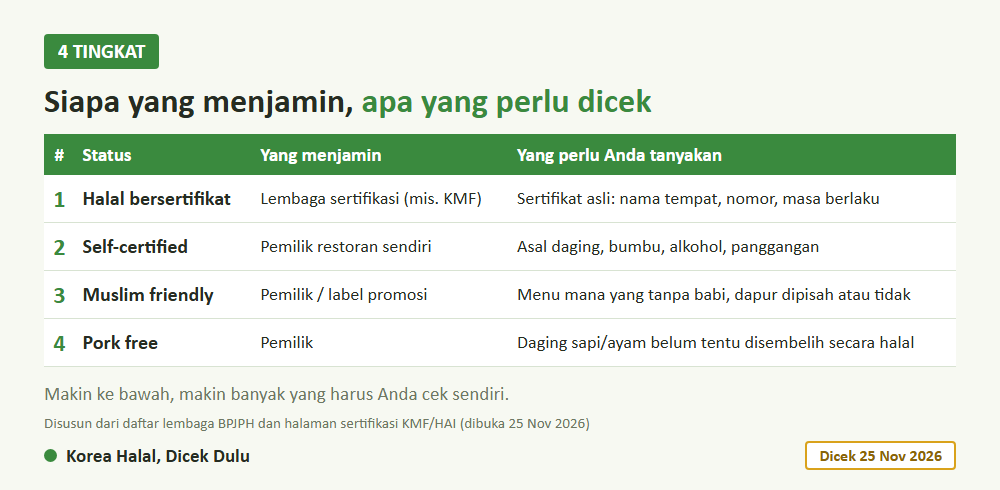 4 TINGKAT
Siapa yang menjamin, apa yang perlu dicek
# Status Yang menjamin Yang perlu Anda tanyakan
1 Halal bersertifikat Lembaga sertifikasi (mis. KMF) Sertifikat asli: nama tempat, nomor, masa berlaku
2 Self-certified Pemilik restoran sendiri Asal daging, bumbu, alkohol, panggangan
3 Muslim friendly Pemilik / label promosi Menu mana yang tanpa babi, dapur dipisah atau tidak
4 Pork free Pemilik Daging sapi/ayam belum tentu disembelih secara halal
Makin ke bawah, makin banyak yang harus Anda cek sendiri.
Disusun dari daftar lembaga BPJPH dan halaman sertifikasi KMF/HAI (dibuka 25 Nov 2026)
Korea Halal, Dicek Dulu
Dicek 25 Nov 2026